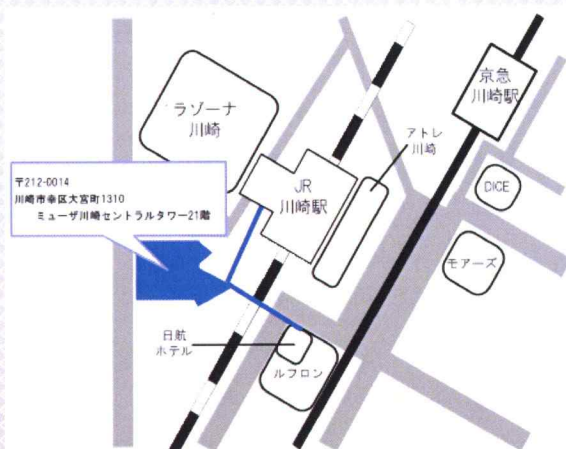 ラゾーナ
川崎
京急
川崎駅
アトレ
川崎
〒212-0014
川崎市幸区大宮町1310
ミューザ川崎セントラルタワー21階
JR
川崎駅
DICE
モアーズ
日航
ホテル
ルフロン